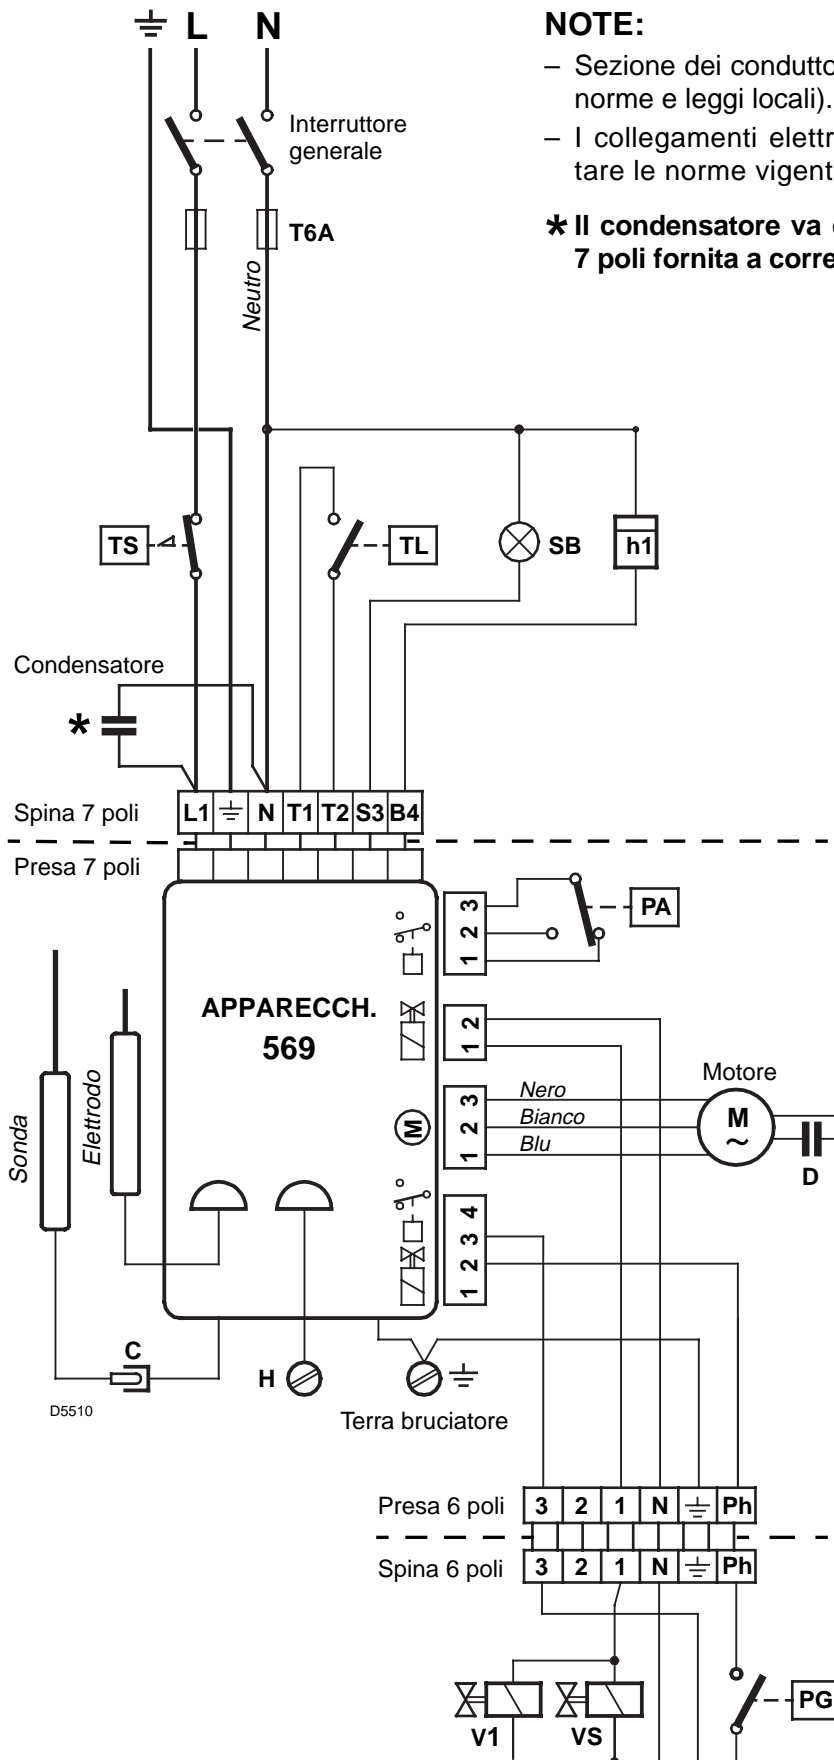 L N
NOTE:
– Sezione dei
norme e leggi locali).
– I collegamenti
tare le norme
* Il condensatore va
7 poli fornita a
Interruttore
generale
T6A
Neutro
TS
TL
SB
h1
Condensatore
*
Spina 7 poli
L1 N T1 T2 S3 B4
Presa 7 poli
3
2
1
PA
APPARECCH.
569
2
1
Motore
3 Nero
2 Bianco
1 Blu
M
M
~
D
Sonda
Elettrodo
4
3
2
1
C
H
D5510
Terra bruciatore
Presa 6 poli
3 2 1 N Ph
Spina 6 poli
3 2 1 N Ph
V1
VS
PG